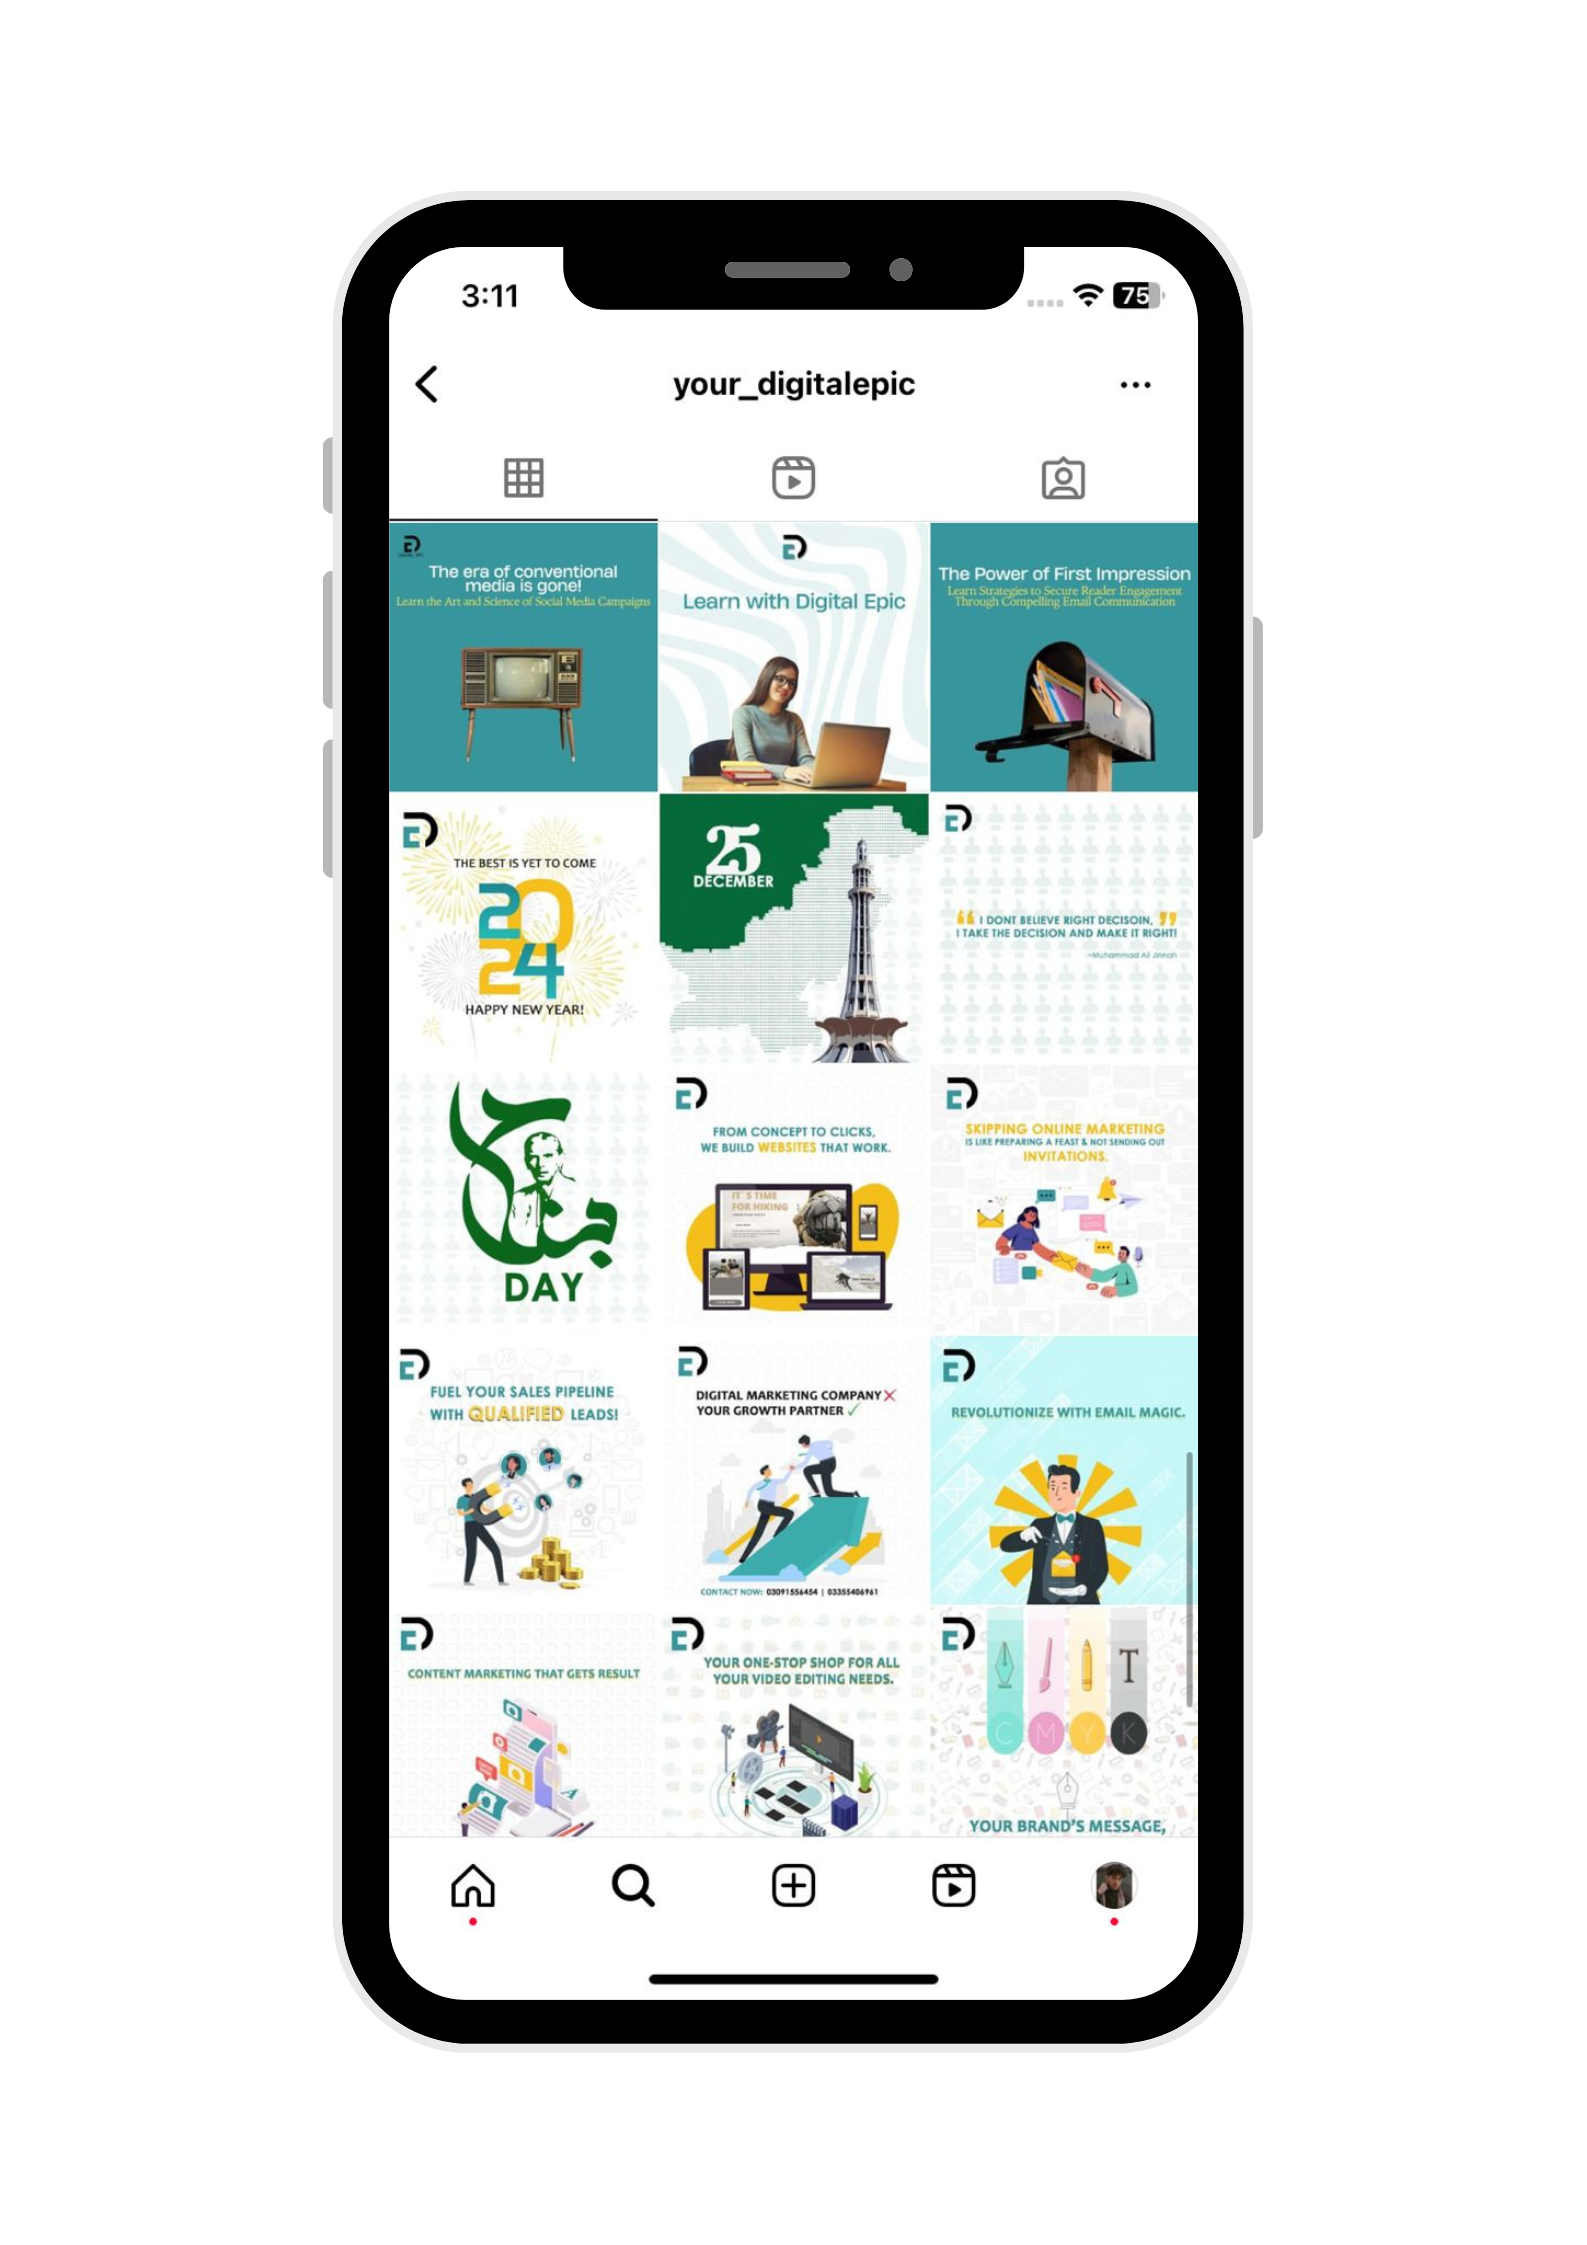 3:11
75
your_digitalepic
The era of conventional
media is gone!
Learn the Art and Science of Social Media Campaigns
Learn with Digital Epic
The Power of First Impression
Learn Strategies to Secure Reader Engagement
Through Compelling Email Communication
THE BEST IS YET TO COME
2024
HAPPY NEW YEAR!
25
DECEMBER
“ I DONT BELIEVE RIGHT DECISOIN, ”
I TAKE THE DECISION AND MAKE IT RIGHT!
~Muhammad Ali Jinnah
جناح
DAY
FROM CONCEPT TO CLICKS,
WE BUILD WEBSITES THAT WORK.
IT'S TIME
FOR HIKING
SKIPPING ONLINE MARKETING
IS LIKE PREPARING A FEAST & NOT SENDING OUT
INVITATIONS.
FUEL YOUR SALES PIPELINE
WITH QUALIFIED LEADS!
DIGITAL MARKETING COMPANY
YOUR GROWTH PARTNER
CONTACT NOW: 03091556454 | 03355406961
REVOLUTIONIZE WITH EMAIL MAGIC.
CONTENT MARKETING THAT GETS RESULT
A
YOUR ONE-STOP SHOP FOR ALL
YOUR VIDEO EDITING NEEDS.
T
C M Y K
YOUR BRAND'S MESSAGE,